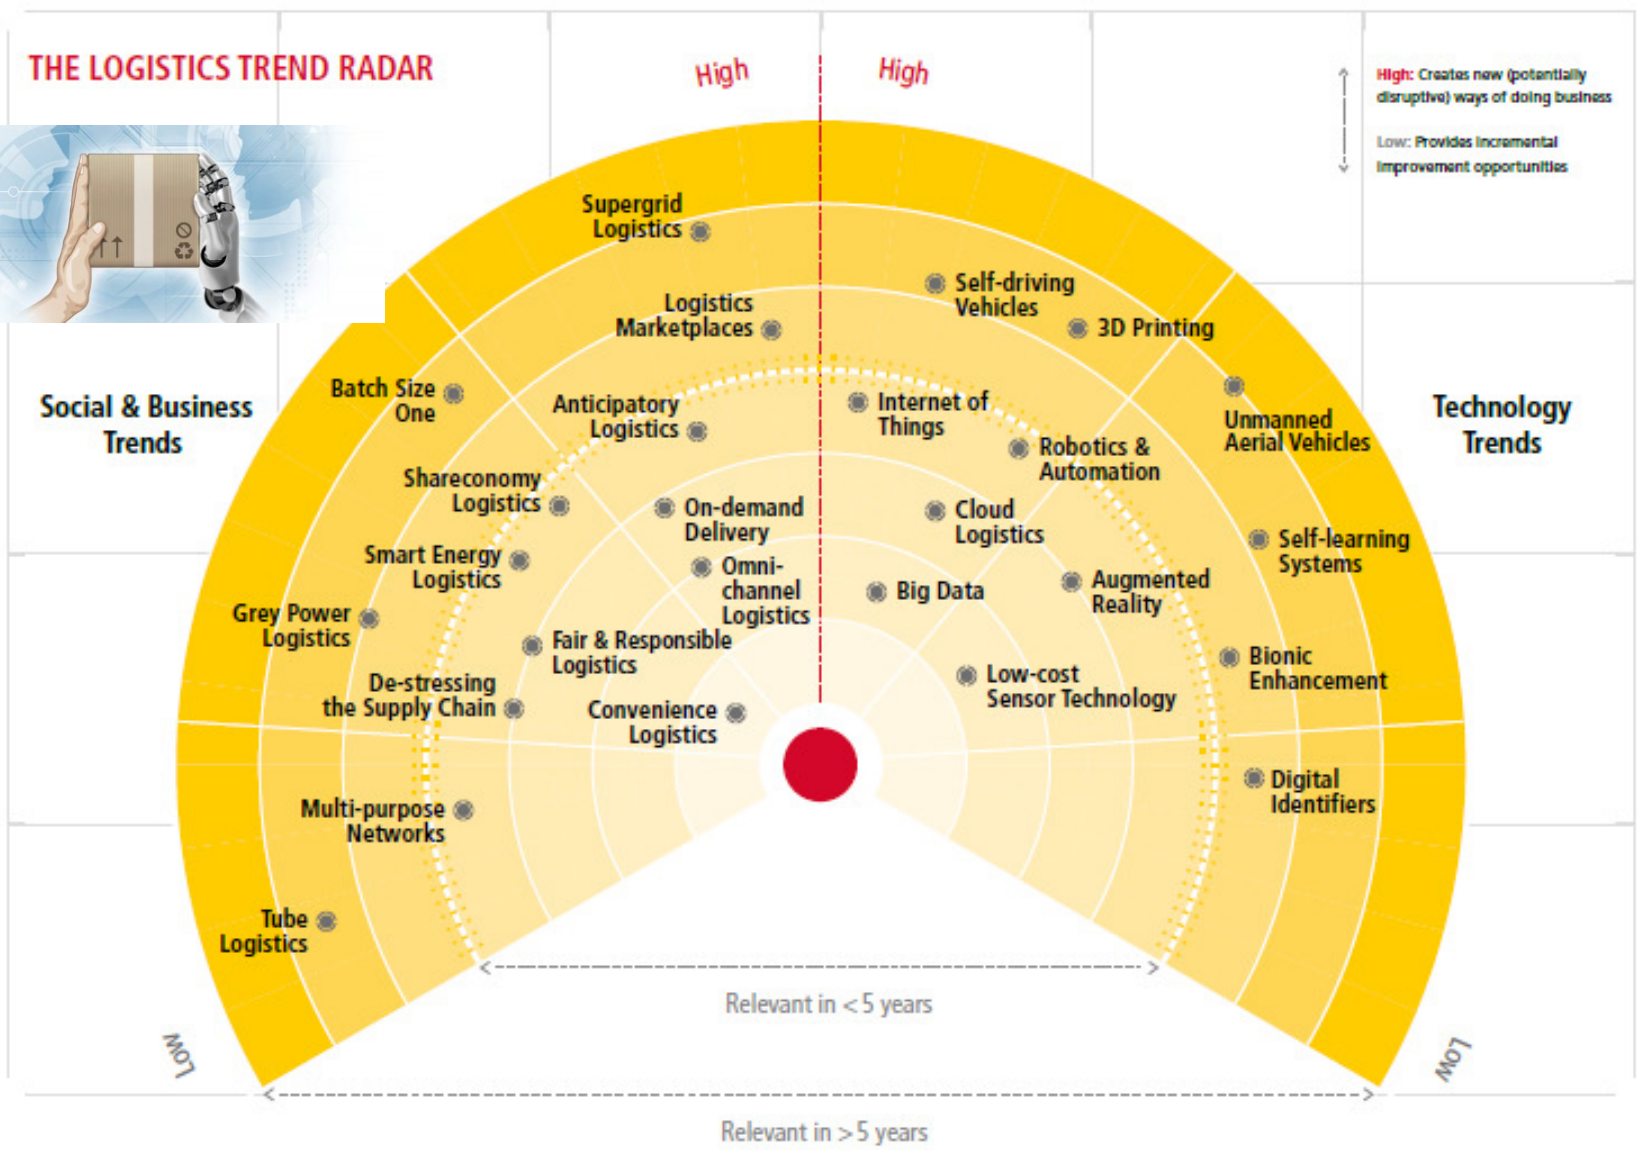 THE LOGISTICS TREND RADAR
High
High
High: Creates new (potentially
disruptive) ways of doing business
Low: Provides incremental
improvement opportunities
Supergrid
Logistics
Self-driving
Vehicles
Logistics
Marketplaces
3D Printing
Batch Size
One
Social & Business
Trends
Anticipatory
Logistics
Internet of
Things
Unmanned
Aerial Vehicles
Technology
Trends
Robotics &
Automation
Shareconomy
Logistics
On-demand
Delivery
Cloud
Logistics
Self-learning
Systems
Smart Energy
Logistics
Omni-
channel
Logistics
Big Data
Augmented
Reality
Grey Power
Logistics
Fair & Responsible
Logistics
Bionic
Enhancement
De-stressing
the Supply Chain
Convenience
Logistics
Low-cost
Sensor Technology
Digital
Identifiers
Multi-purpose
Networks
Tube
Logistics
Relevant in < 5 years
Low
Low
Relevant in > 5 years